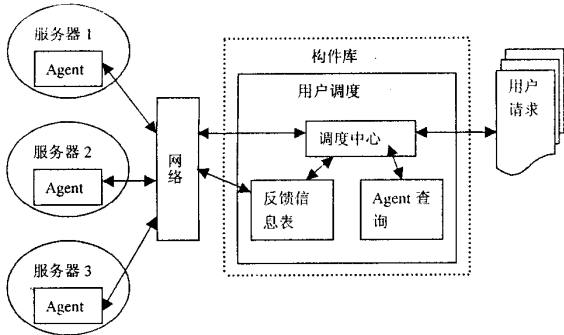 服务器 1
Agent
服务器 2
Agent
服务器 3
Agent
网
络
构件库
用户调度
调度中心
反馈信
息表
Agent 查
询
用户
请求